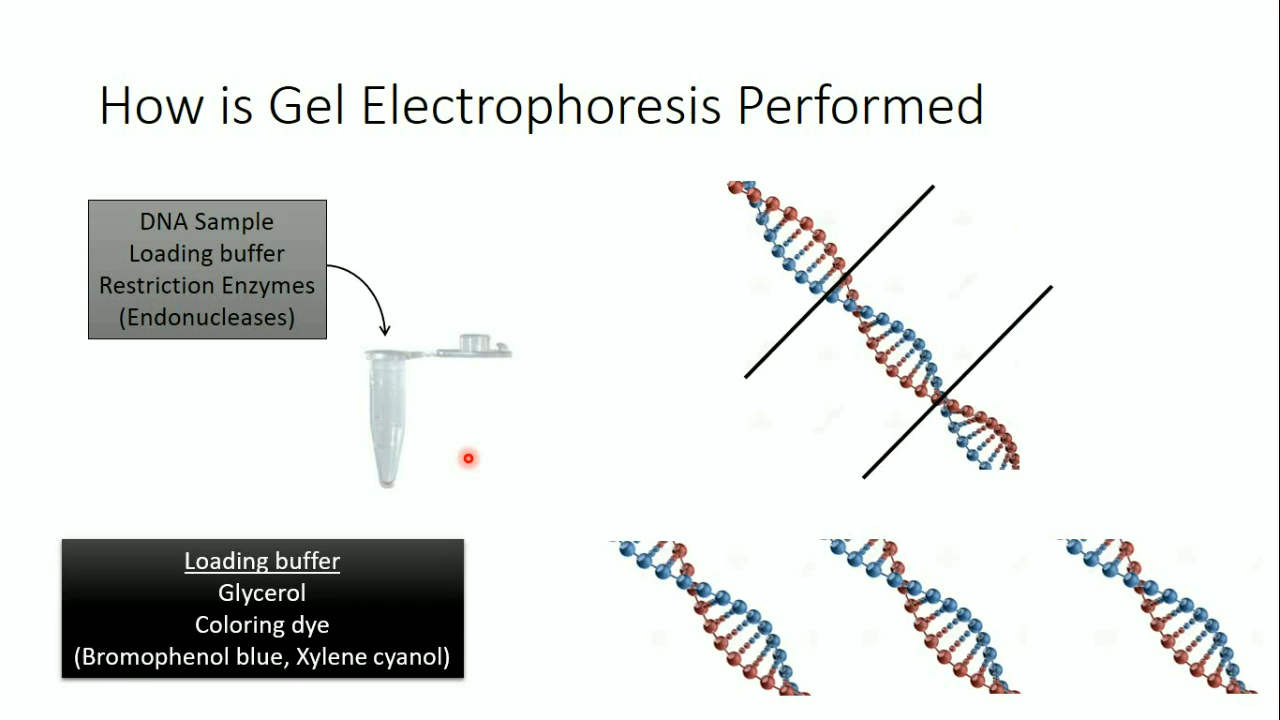 How is Gel Electrophoresis Performed
DNA Sample
Loading buffer
Restriction Enzymes
(Endonucleases)
Loading buffer
Glycerol
Coloring dye
(Bromophenol blue, Xylene cyanol)